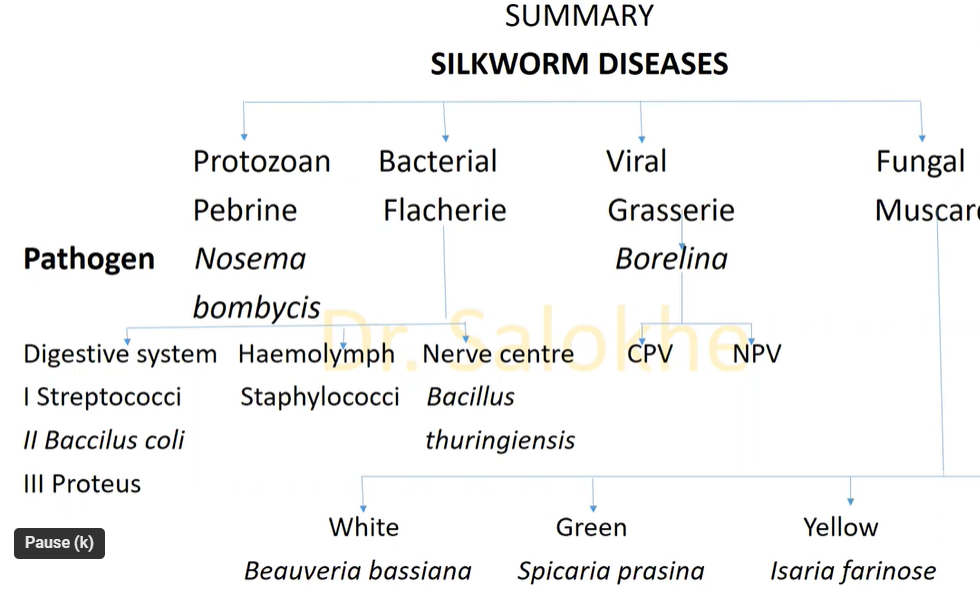 SUMMARY
SILKWORM DISEASES
Protozoan Bacterial Viral Fungal
Pebrine Flacherie Grasserie Muscar
Pathogen Nosema Borelina
bombycis
Dr. Salokhe
Digestive system Haemolymph Nerve centre CPV NPV
I Streptococci Staphylococci Bacillus
II Baccilus coli thuringiensis
III Proteus
White Green Yellow
Pause (k)
Beauveria bassiana Spicaria prasina Isaria farinose